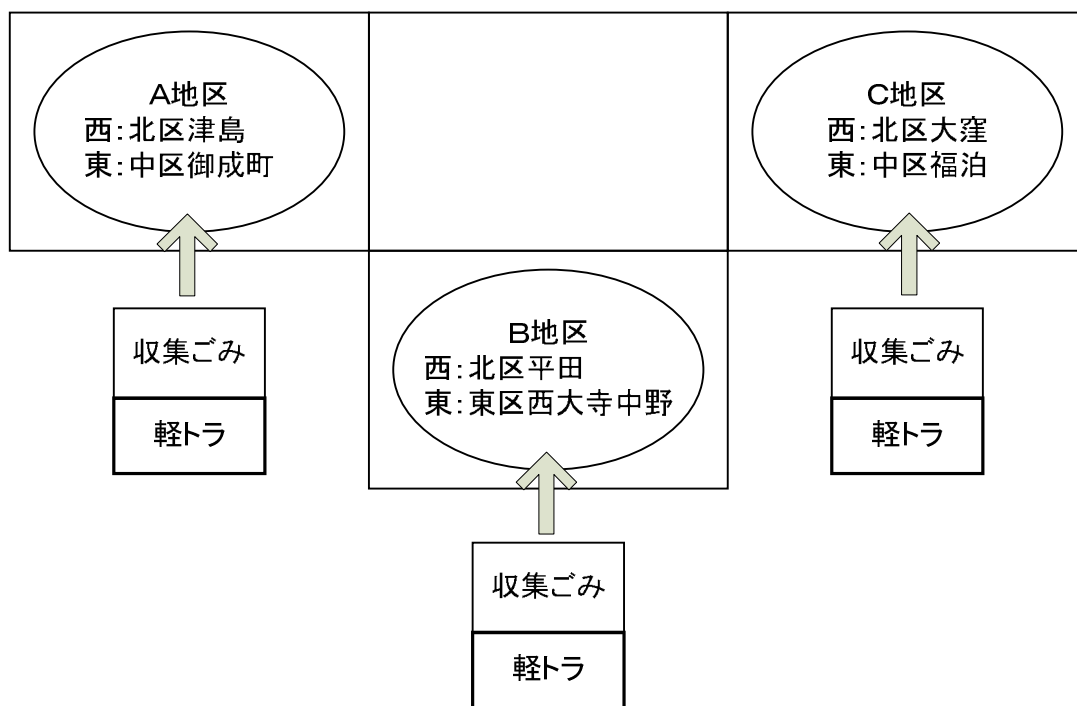 A地区
西：北区津島
東：中区御成町
C地区
西：北区大窪
東：中区福泊
収集ごみ
軽トラ
B地区
西：北区平田
東：東区西大寺中野
収集ごみ
軽トラ
収集ごみ
軽トラ